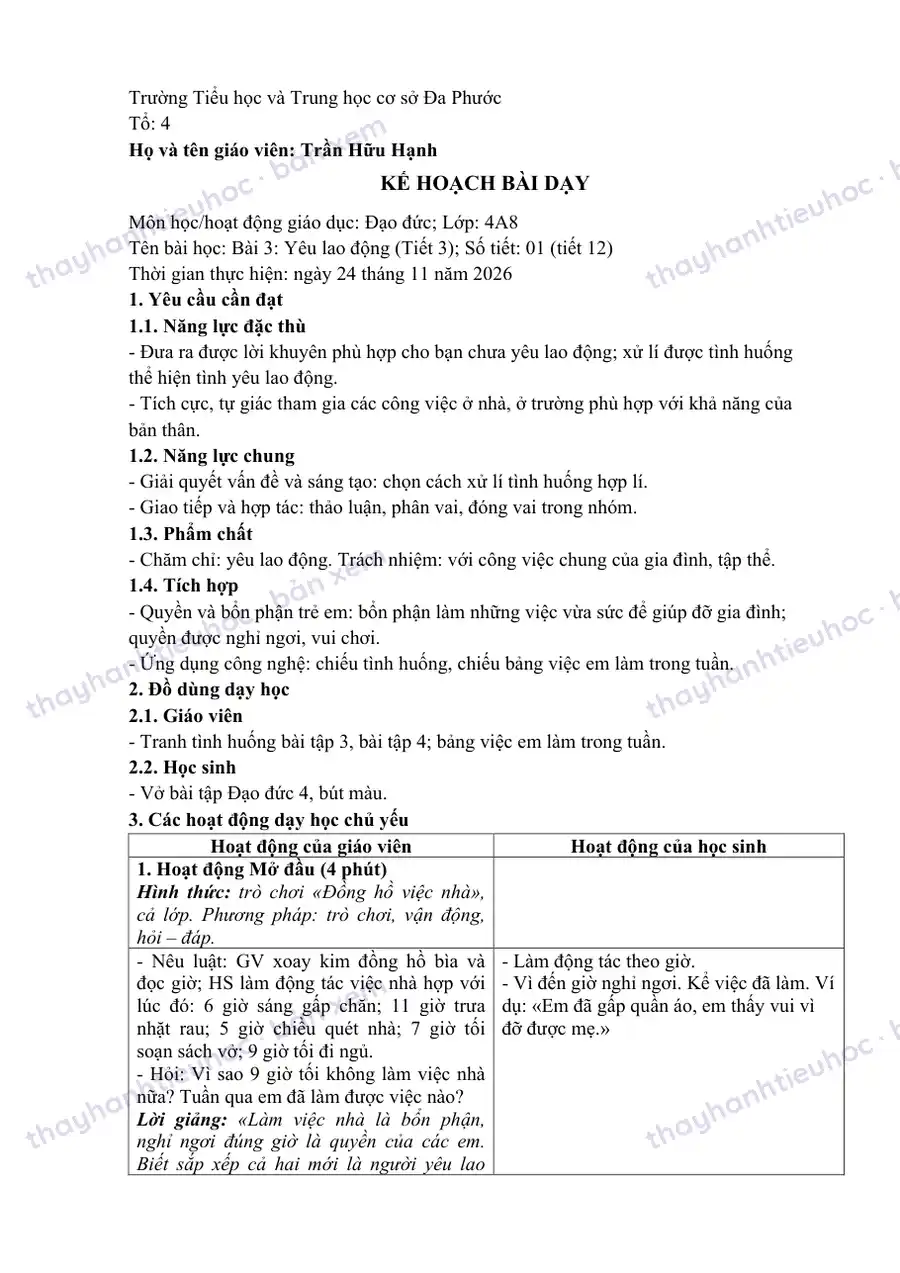 Trường Tiểu học và Trung học cơ sở Đa Phước
Tổ: 4
Họ và tên giáo viên: Trần Hữu Hạnh
KẾ HOẠCH BÀI DẠY
Môn học/hoạt động giáo dục: Đạo đức; Lớp: 4A8
Tên bài học: Bài 3: Yêu lao động (Tiết 3); Số tiết: 01 (tiết 12)
Thời gian thực hiện: ngày 24 tháng 11 năm 2026
1. Yêu cầu cần đạt
1.1. Năng lực đặc thù
- Đưa ra được lời khuyên phù hợp cho bạn chưa yêu lao động; xử lí được tình huống
thể hiện tình yêu lao động.
- Tích cực, tự giác tham gia các công việc ở nhà, ở trường phù hợp với khả năng của
bản thân.
1.2. Năng lực chung
- Giải quyết vấn đề và sáng tạo: chọn cách xử lí tình huống hợp lí.
- Giao tiếp và hợp tác: thảo luận, phân vai, đóng vai trong nhóm.
1.3. Phẩm chất
- Chăm chỉ: yêu lao động. Trách nhiệm: với công việc chung của gia đình, tập thể.
1.4. Tích hợp
- Quyền và bổn phận trẻ em: bổn phận làm những việc vừa sức để giúp đỡ gia đình;
quyền được nghỉ ngơi, vui chơi.
- Ứng dụng công nghệ: chiếu tình huống, chiếu bảng việc em làm trong tuần.
2. Đồ dùng dạy học
2.1. Giáo viên
- Tranh tình huống bài tập 3, bài tập 4; bảng việc em làm trong tuần.
2.2. Học sinh
- Vở bài tập Đạo đức 4, bút màu.
3. Các hoạt động dạy học chủ yếu
Hoạt động của giáo viên
Hoạt động của học sinh
1. Hoạt động Mở đầu (4 phút)
Hình thức: trò chơi «Đồng hồ việc nhà»,
cả lớp. Phương pháp: trò chơi, vận động,
hỏi – đáp.
- Nêu luật: GV xoay kim đồng hồ bìa và
đọc giờ; HS làm động tác việc nhà hợp với
lúc đó: 6 giờ sáng gấp chăn; 11 giờ trưa
nhặt rau; 5 giờ chiều quét nhà; 7 giờ tối
soạn sách vở; 9 giờ tối đi ngủ.
- Hỏi: Vì sao 9 giờ tối không làm việc nhà
nữa? Tuần qua em đã làm được việc nào?
Lời giảng: «Làm việc nhà là bổn phận,
nghỉ ngơi đúng giờ là quyền của các em.
Biết sắp xếp cả hai mới là người yêu lao
- Làm động tác theo giờ.
- Vì đến giờ nghỉ ngơi. Kể việc đã làm. Ví
dụ: «Em đã gấp quần áo, em thấy vui vì
đỡ được mẹ.»
thayhanhtieuhoc · bản xem
thayhanhtieuhoc · b
thayhanhtieuhoc · bản xem
thayhanhtieuhoc · b
thayhanhtieuhoc · bản xem
thayhanhtieuhoc · b